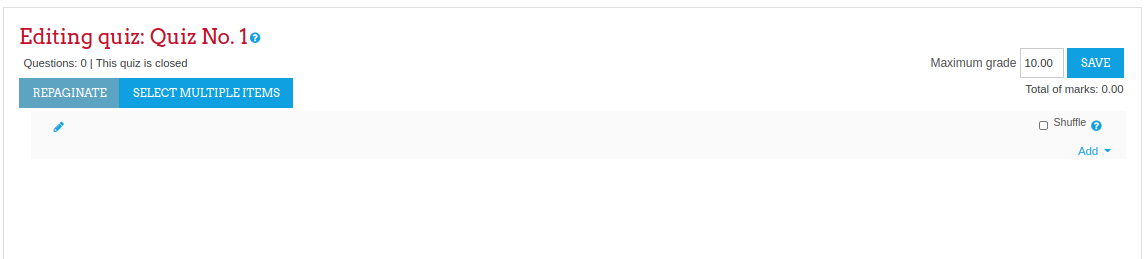 Editing quiz: Quiz No. 1
Questions: 0 | This quiz is closed
Maximum grade 10.00 SAVE
Total of marks: 0.00
REPAGINATE SELECT MULTIPLE ITEMS
Shuffle
Add